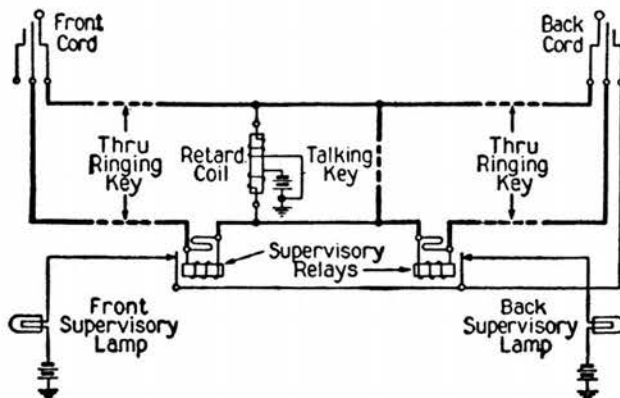 Front
Cord
Back
Cord
Thru
Ringing
Key
Retard.
Coil
Talking
Key
Thru
Ringing
Key
Supervisory
Relays
Front
Supervisory
Lamp
Back
Supervisory
Lamp